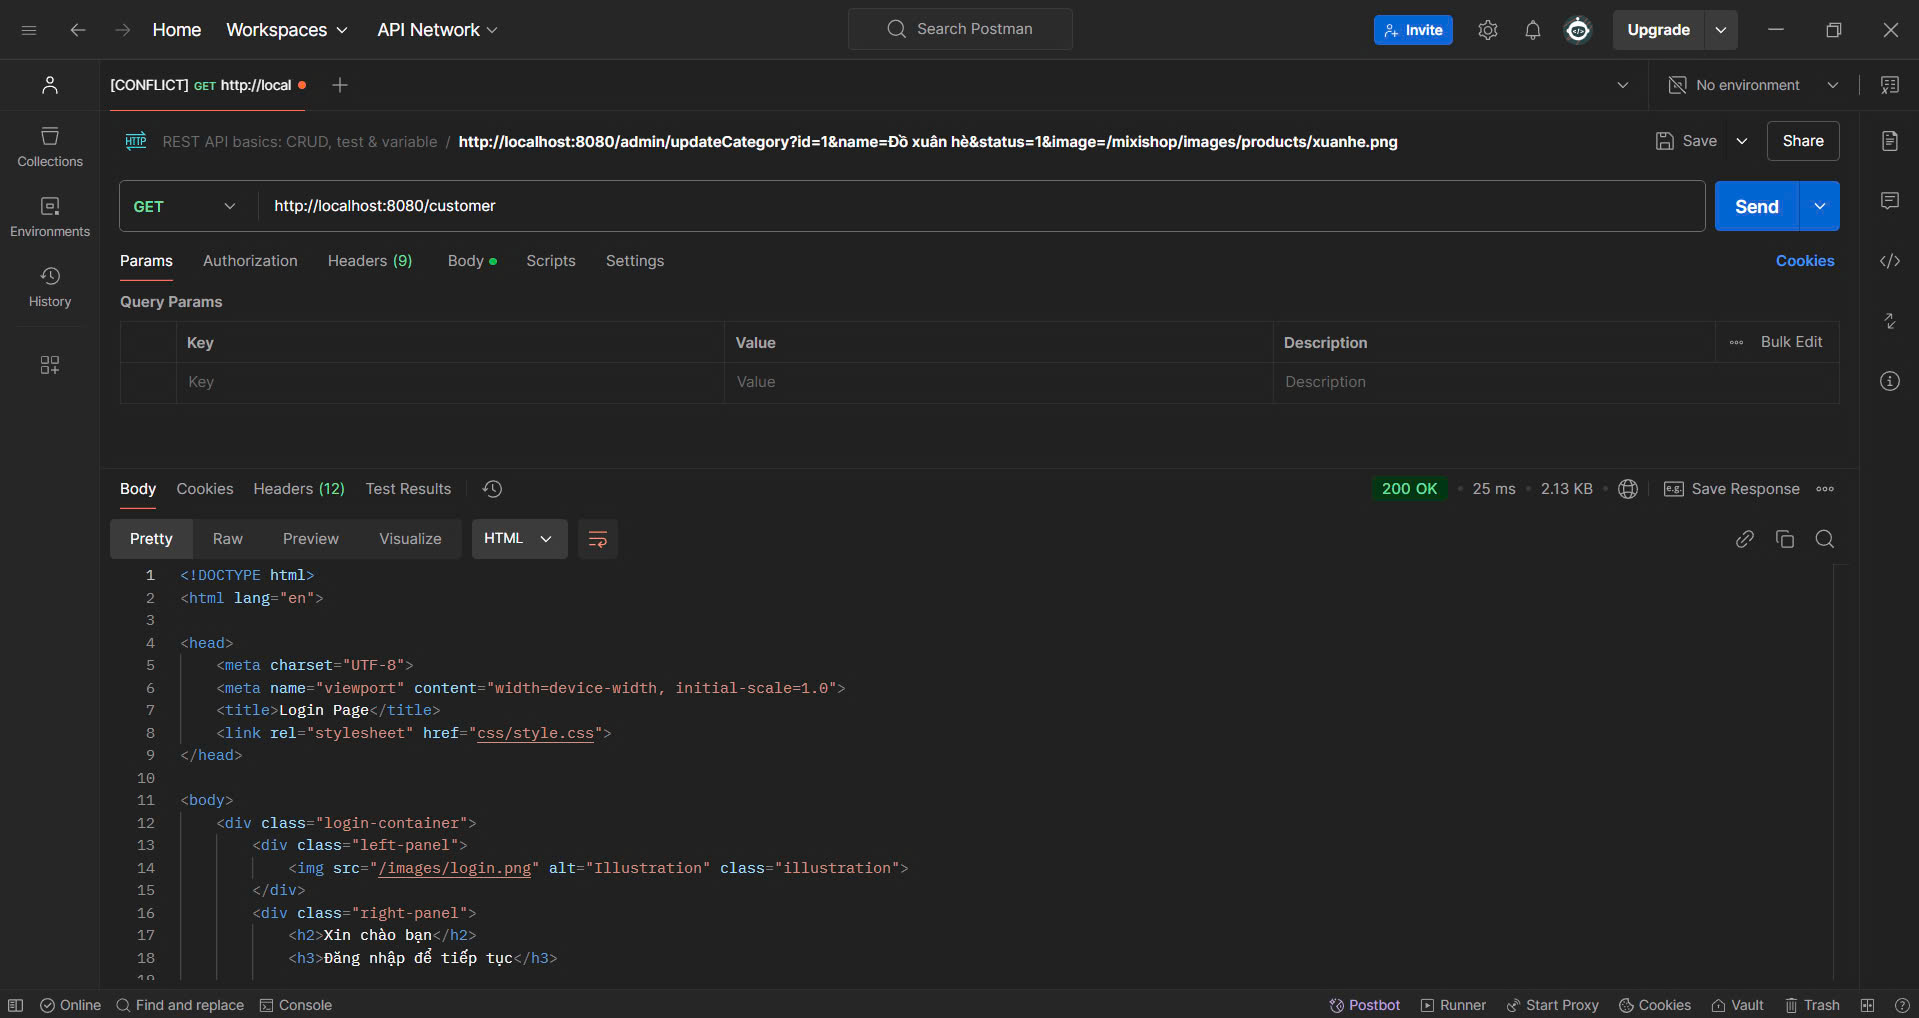 Home Workspaces API Network Search Postman Invite Upgrade
[CONFLICT] GET http://local No environment
HTTP REST API basics: CRUD, test & variable / http://localhost:8080/admin/updateCategory?id=1&name=Đồ xuân hè&status=1&image=/mixishop/images/products/xuanhe.png Save Share
Collections
Environments
History
GET http://localhost:8080/customer Send
Params Authorization Headers (9) Body Scripts Settings Cookies
Query Params
Key Value Description Bulk Edit
Key Value Description
Body Cookies Headers (12) Test Results 200 OK 25 ms 2.13 KB e.g. Save Response
Pretty Raw Preview Visualize HTML
1 <!DOCTYPE html>
2 <html lang="en">
3
4 <head>
5 <meta charset="UTF-8">
6 <meta name="viewport" content="width=device-width, initial-scale=1.0">
7 <title>Login Page</title>
8 <link rel="stylesheet" href="css/style.css">
9 </head>
10
11 <body>
12 <div class="login-container">
13 <div class="left-panel">
14 <img src="/images/login.png" alt="Illustration" class="illustration">
15 </div>
16 <div class="right-panel">
17 <h2>Xin chào bạn</h2>
18 <h3>Đăng nhập để tiếp tục</h3>
19
Online Find and replace Console Postbot Runner Start Proxy Cookies Vault Trash